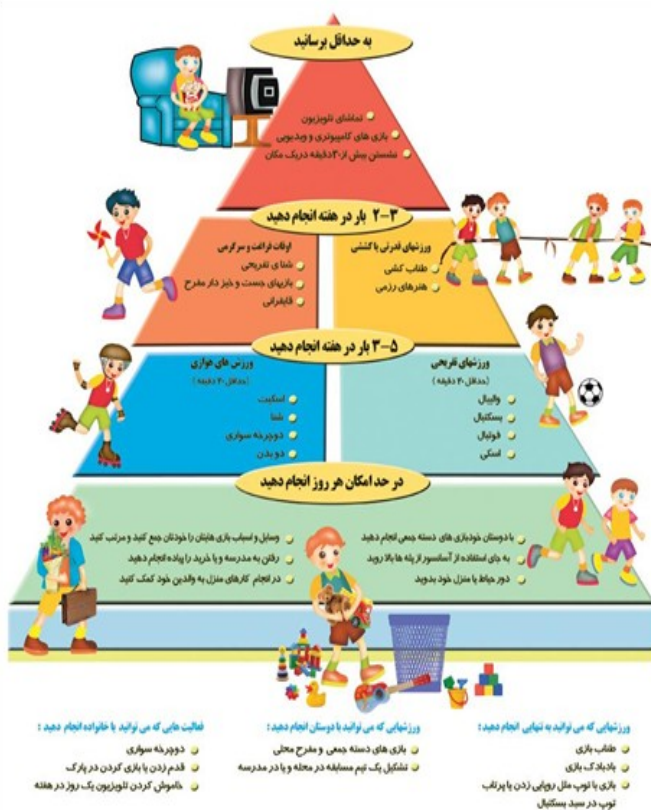 به حداقل برسانید
تماشای تلویزیون
بازی های کامپیوتری و ویدیویی
نشستن بیش از ۳۰ دقیقه در یک مکان
۲-۳ بار در هفته انجام دهید
ورزشهای قدرتی یا کششی
طناب کشی
هنرهای رزمی
اوقات فراغت و سرگرمی
شنای تفریحی
بازیهای جست و خیز دار مفرح
قایقرانی
۳-۵ بار در هفته انجام دهید
ورزشهای تفریحی
(حداقل ۳۰ دقیقه)
والیبال
بسکتبال
فوتبال
اسکی
ورزش های هوازی
(حداقل ۲۰ دقیقه)
اسکیت
شنا
دوچرخه سواری
دویدن
در حد امکان هر روز انجام دهید
با دوستان خود بازی های دسته جمعی انجام دهید
به جای استفاده از آسانسور از پله ها بالا روید
دور حیاط یا منزل خود بدوید
وسایل و اسباب بازی هایتان را خودتان جمع کنید و مرتب کنید
رفتن به مدرسه و یا خرید را پیاده انجام دهید
در انجام کارهای منزل به والدین خود کمک کنید
ورزشهایی که می توانید به تنهایی انجام دهید :
طناب بازی
بادبادک بازی
بازی با توپ مثل روپایی زدن یا پرتاب
توپ در سبد بسکتبال
ورزشهایی که می توانید با دوستان انجام دهید :
بازی های دسته جمعی و مفرح محلی
تشکیل یک تیم مسابقه در محله و یا در مدرسه
فعالیت هایی که می توانید با خانواده انجام دهید :
دوچرخه سواری
قدم زدن یا بازی کردن در پارک
خاموش کردن تلویزیون یک روز در هفته